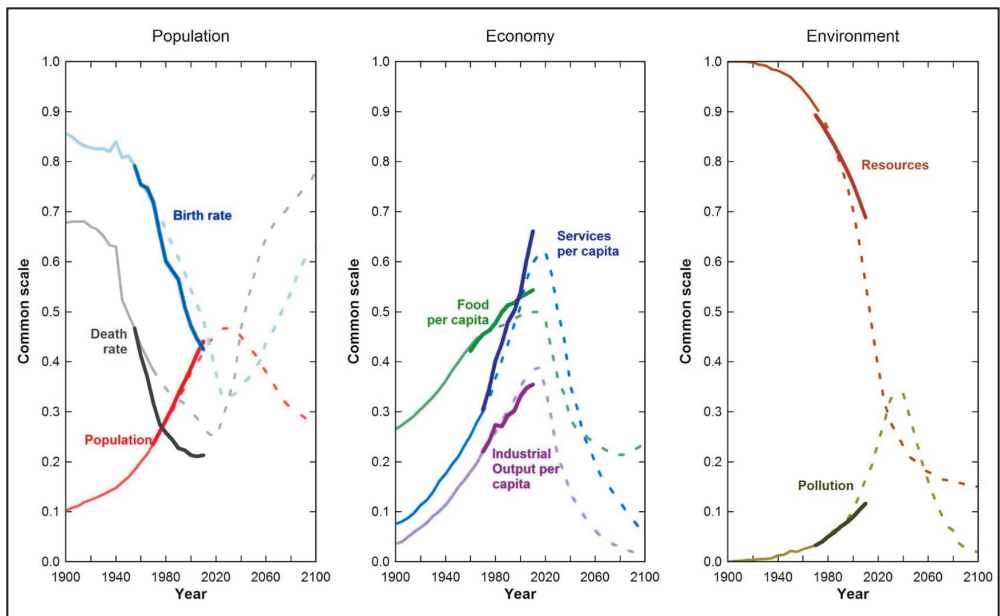 Population
Economy
Environment
Common scale
1.0
0.9
0.8
0.7
0.6
0.5
0.4
0.3
0.2
0.1
0.0
Birth rate
Death
rate
Population
1900 1940 1980 2020 2060 2100
Year
Common scale
1.0
0.9
0.8
0.7
0.6
0.5
0.4
0.3
0.2
0.1
0.0
Services
per capita
Food
per capita
Industrial
Output per
capita
1900 1940 1980 2020 2060 2100
Year
Common scale
1.0
0.9
0.8
0.7
0.6
0.5
0.4
0.3
0.2
0.1
0.0
Resources
Pollution
1900 1940 1980 2020 2060 2100
Year